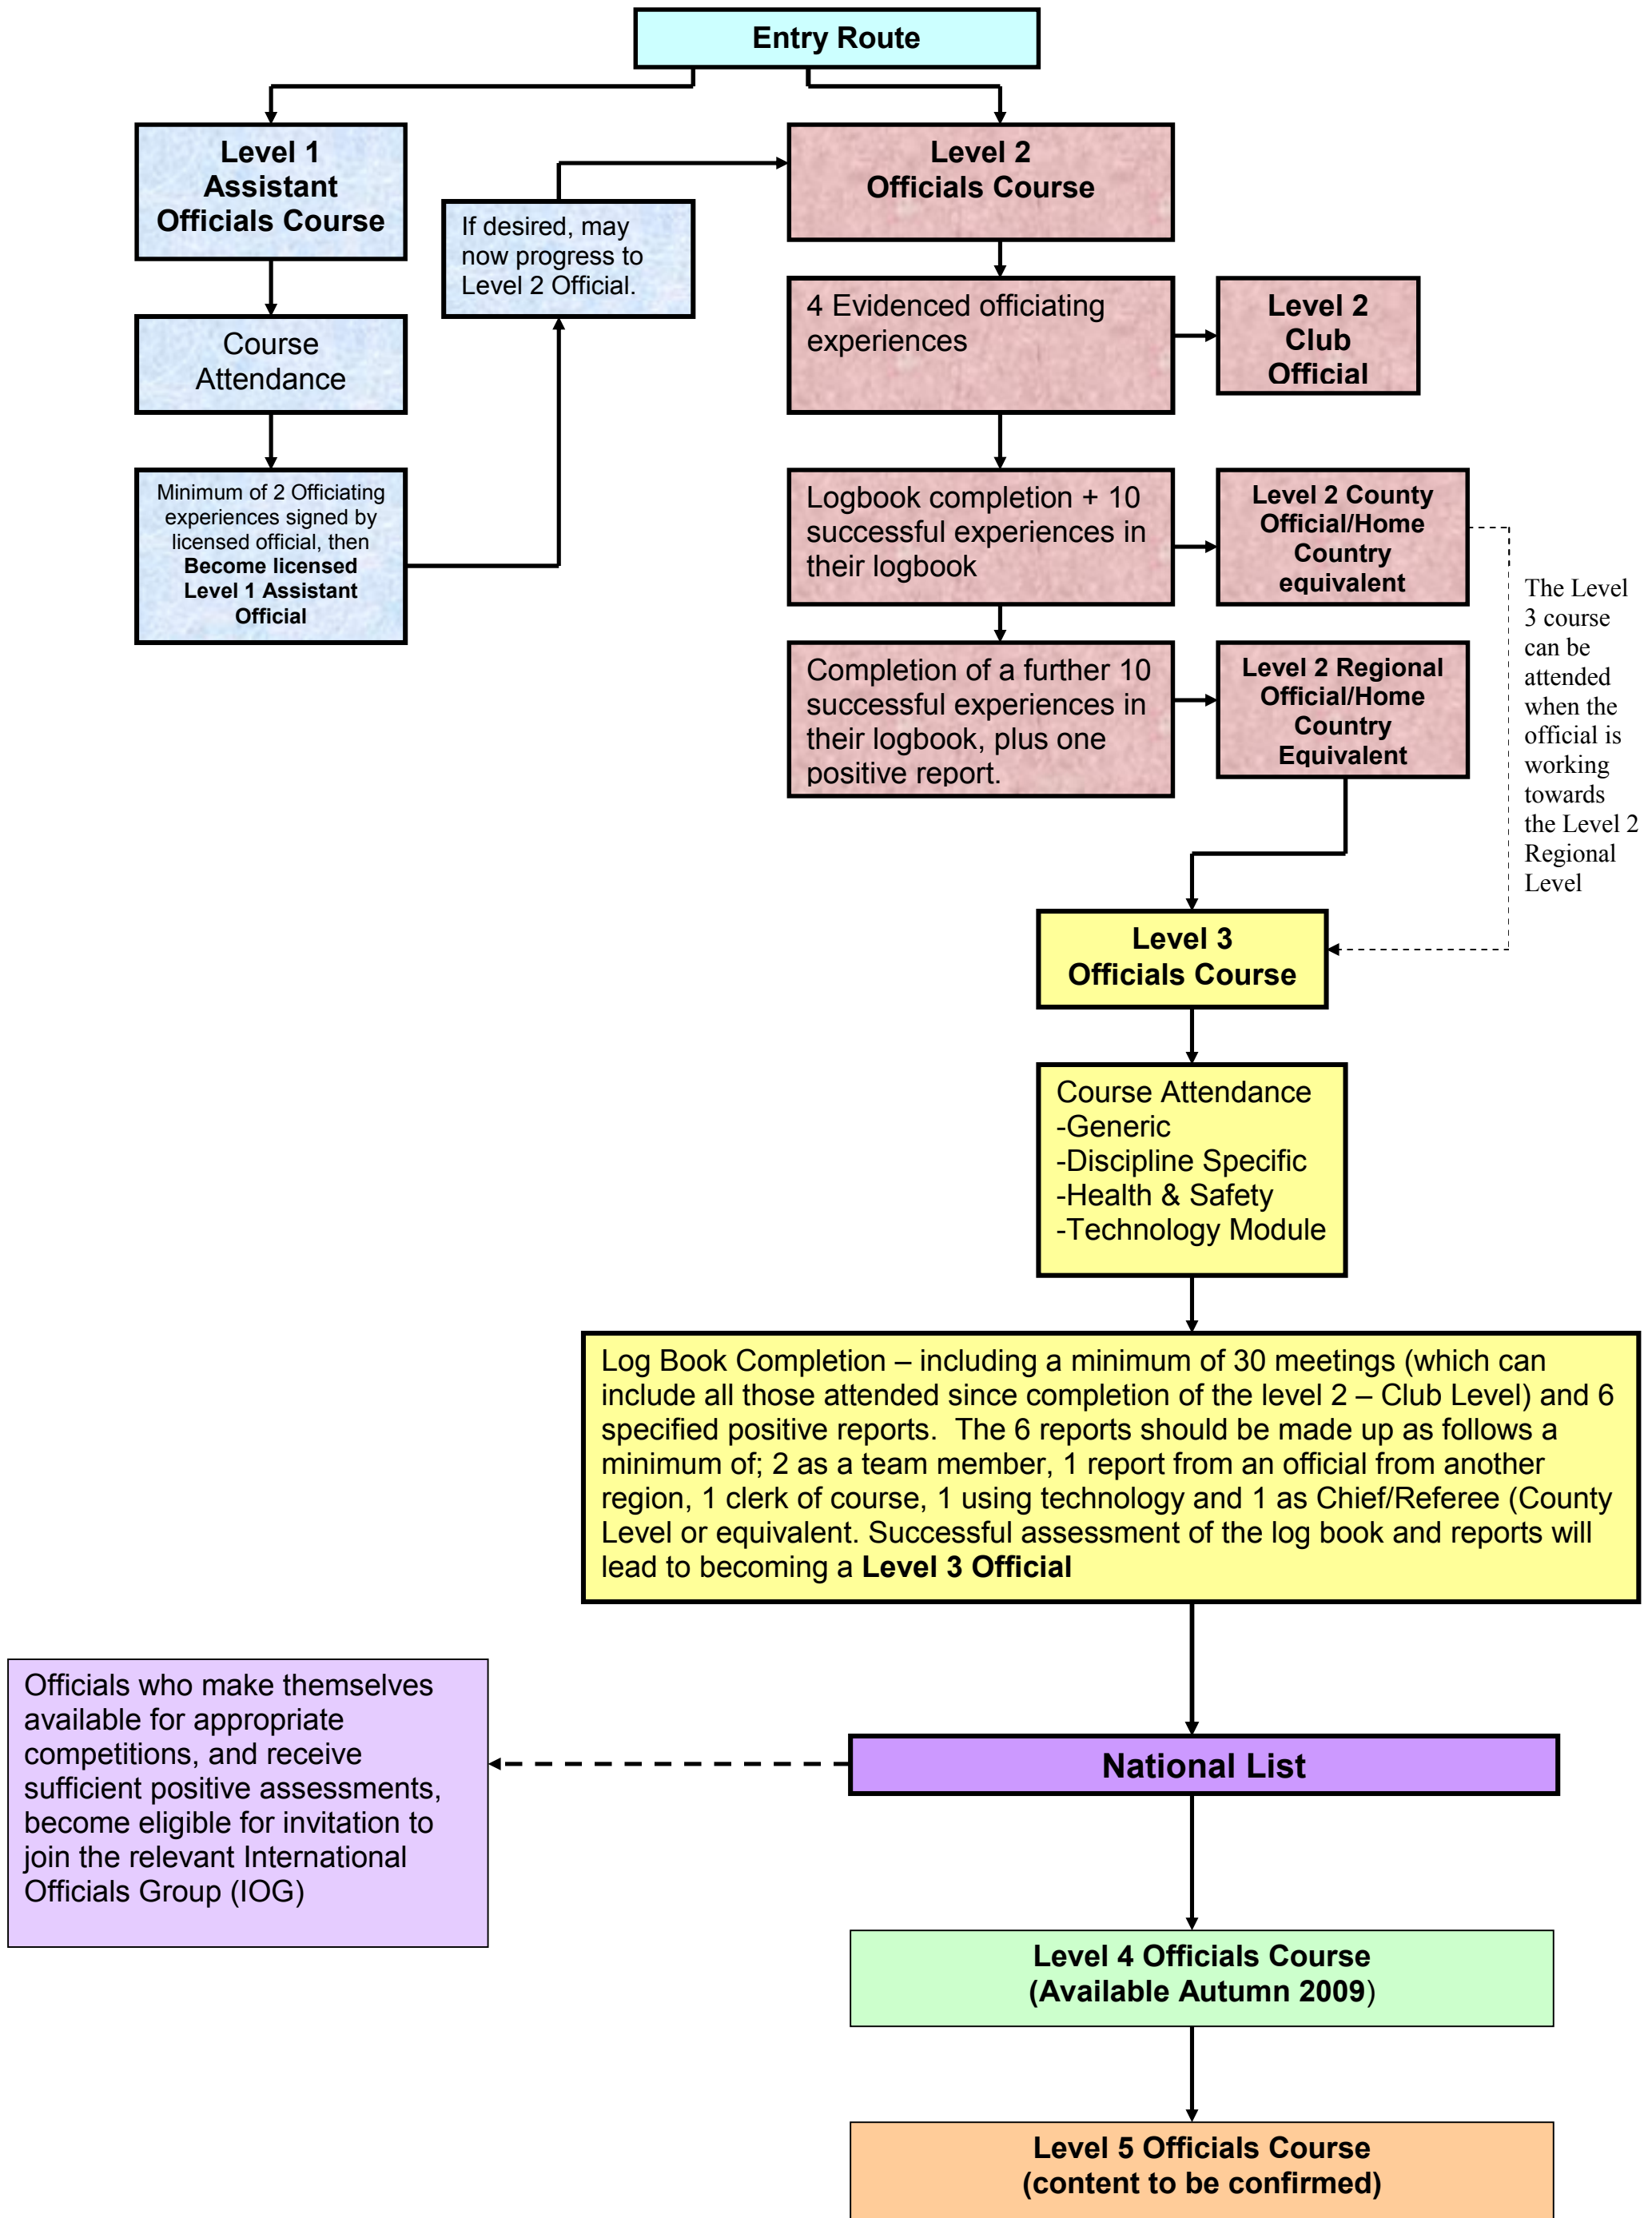 Entry Route
Level 1
Assistant
Officials Course
Course
Attendance
Minimum of 2 Officiating
experiences signed by
licensed official, then
Become licensed
Level 1 Assistant
Official
If desired, may
now progress to
Level 2 Official.
Level 2
Officials Course
4 Evidenced officiating
experiences
Level 2
Club
Official
Logbook completion + 10
successful experiences in
their logbook
Level 2 County
Official/Home
Country
equivalent
Completion of a further 10
successful experiences in
their logbook, plus one
positive report.
Level 2 Regional
Official/Home
Country
Equivalent
The Level
3 course
can be
attended
when the
official is
working
towards
the Level 2
Regional
Level
Level 3
Officials Course
Course Attendance
-Generic
-Discipline Specific
-Health & Safety
-Technology Module
Log Book Completion – including a minimum of 30 meetings (which can
include all those attended since completion of the level 2 – Club Level) and 6
specified positive reports.  The 6 reports should be made up as follows a
minimum of; 2 as a team member, 1 report from an official from another
region, 1 clerk of course, 1 using technology and 1 as Chief/Referee (County
Level or equivalent. Successful assessment of the log book and reports will
lead to becoming a Level 3 Official
Officials who make themselves
available for appropriate
competitions, and receive
sufficient positive assessments,
become eligible for invitation to
join the relevant International
Officials Group (IOG)
National List
Level 4 Officials Course
(Available Autumn 2009)
Level 5 Officials Course
(content to be confirmed)